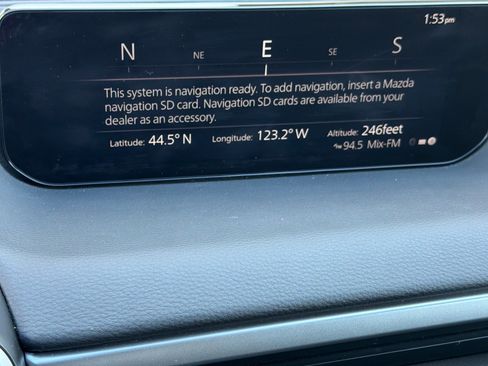 1:53pm
N NE E SE S
This system is navigation ready. To add navigation, insert a Mazda
navigation SD card. Navigation SD cards are available from your
dealer as an accessory.
Latitude: 44.5° N Longitude: 123.2° W Altitude: 246feet
94.5 Mix-FM